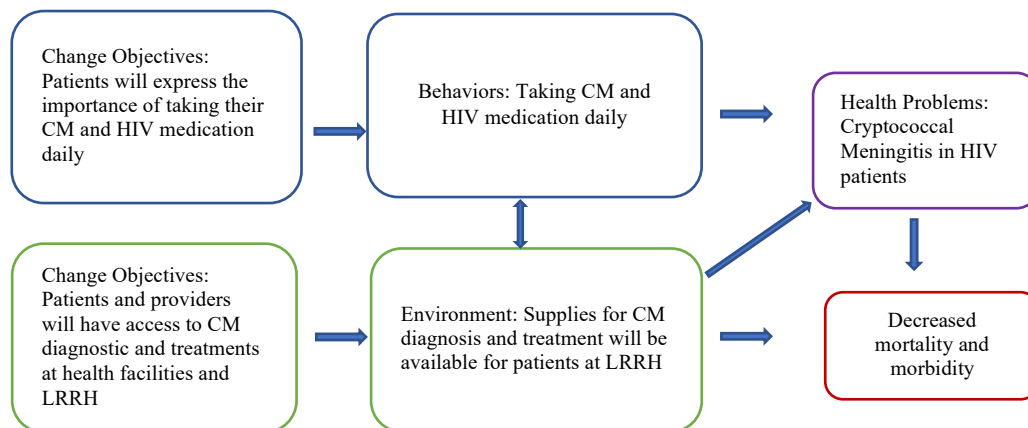 Change Objectives:
Patients will express the
importance of taking their
CM and HIV medication
daily
Behaviors: Taking CM and
HIV medication daily
Health Problems:
Cryptococcal
Meningitis in HIV
patients
Change Objectives:
Patients and providers
will have access to CM
diagnostic and treatments
at health facilities and
LRRH
Environment: Supplies for CM
diagnosis and treatment will be
available for patients at LRRH
Decreased
mortality and
morbidity